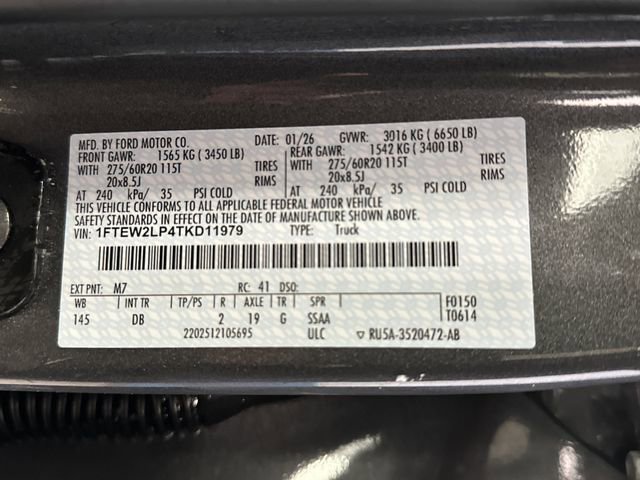 MFD. BY FORD MOTOR CO. DATE: 01/26 GVWR: 3016 KG ( 6650 LB)
FRONT GAWR: 1565 KG ( 3450 LB) REAR GAWR: 1542 KG ( 3400 LB)
WITH 275/60R20 115T TIRES WITH 275/60R20 115T TIRES
20x8.5J RIMS 20x8.5J RIMS
AT 240 kPa/ 35 PSI COLD AT 240 kPa/ 35 PSI COLD
THIS VEHICLE CONFORMS TO ALL APPLICABLE FEDERAL MOTOR VEHICLE
SAFETY STANDARDS IN EFFECT ON THE DATE OF MANUFACTURE SHOWN ABOVE.
VIN: 1FTEW2LP4TKD11979 TYPE: Truck
EXT PNT: M7 RC: 41 DSO:
WB INT TR TP/PS R AXLE TR SPR F0150
145 DB 2 19 G SSAA T0614
2202512105695 ULC ▽ RU5A-3520472-AB